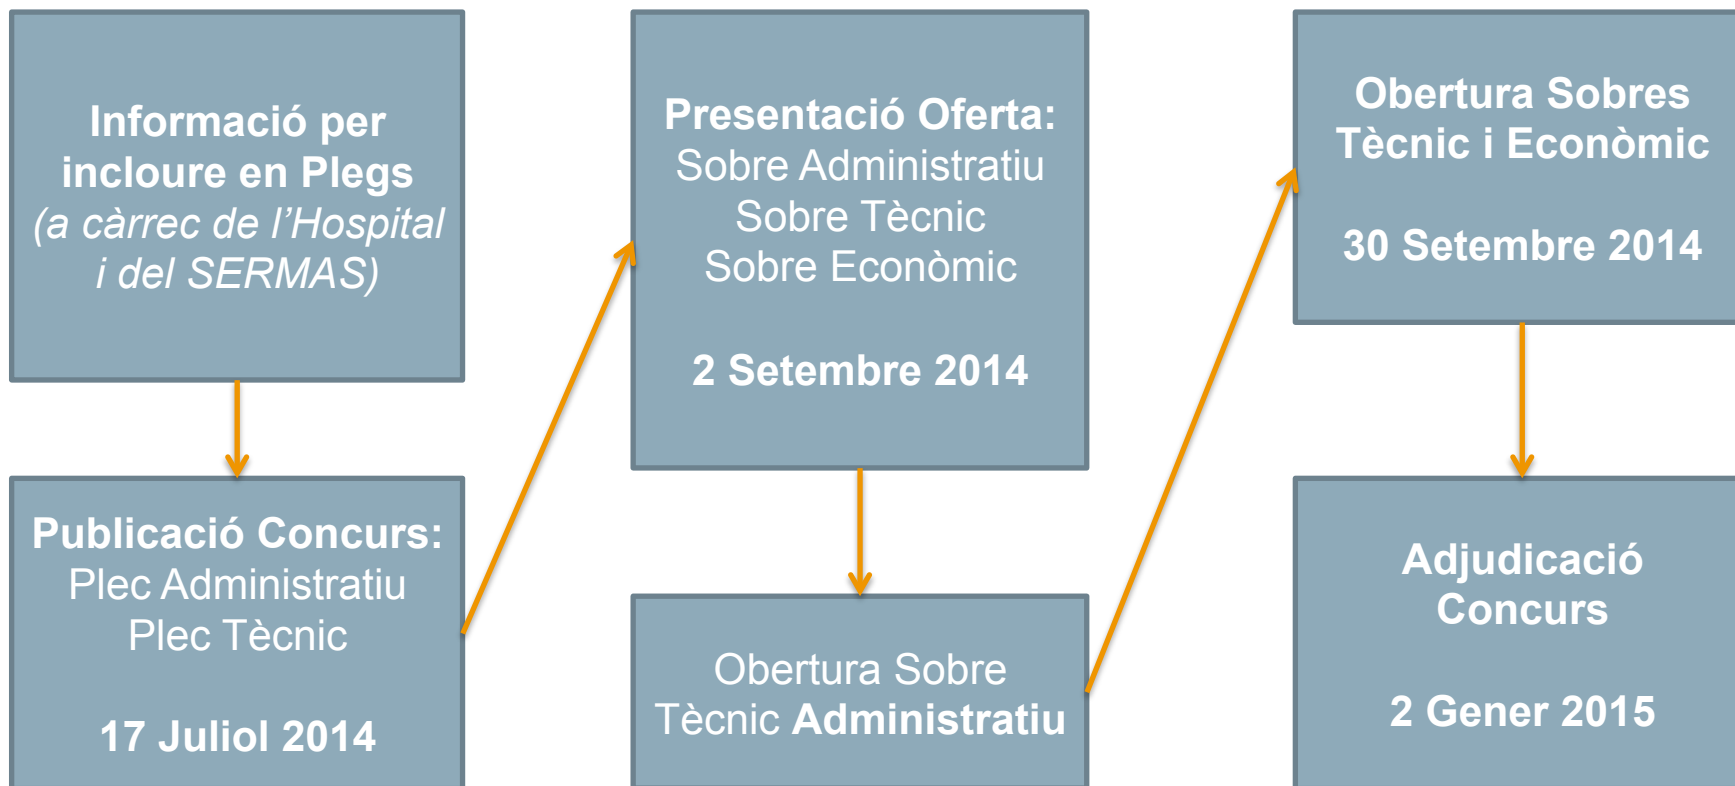 Informació per
incloure en Plegs
(a càrrec de l’Hospital
i del SERMAS)
Publicació Concurs:
Plec Administratiu
Plec Tècnic
17 Juliol 2014
Presentació Oferta:
Sobre Administratiu
Sobre Tècnic
Sobre Econòmic
2 Setembre 2014
Obertura Sobre
Tècnic Administratiu
Obertura Sobres
Tècnic i Econòmic
30 Setembre 2014
Adjudicació
Concurs
2 Gener 2015